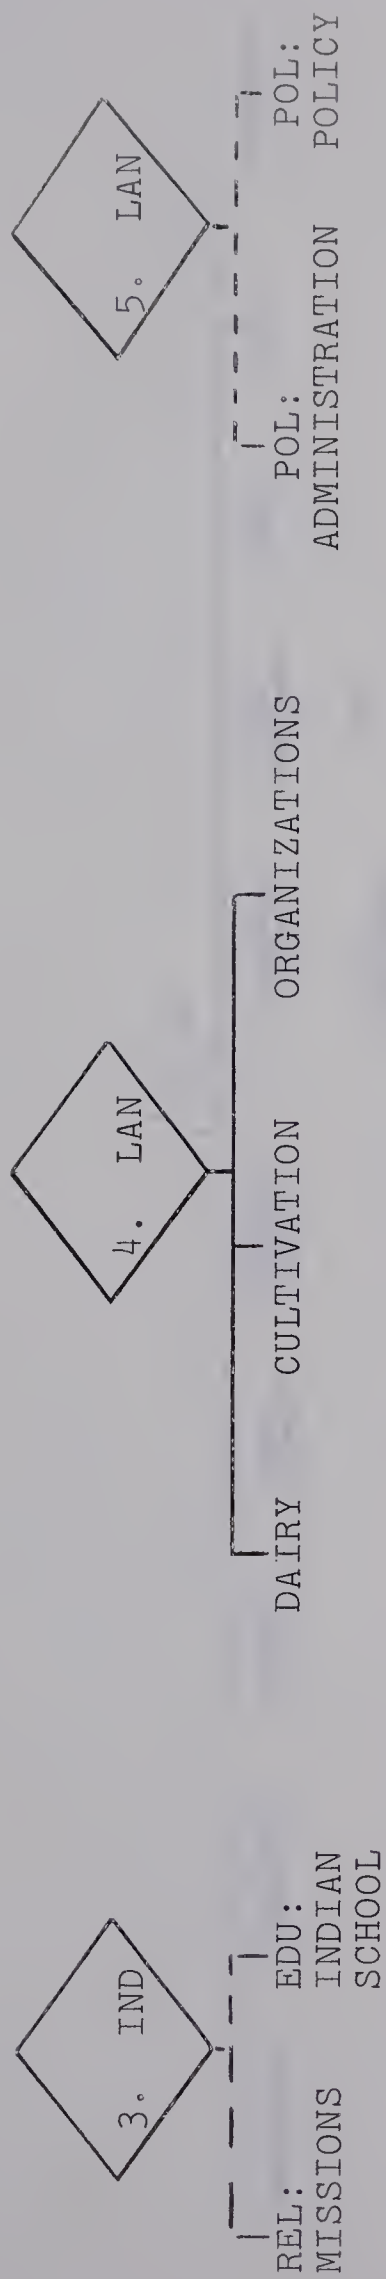 3. IND
REL:
MISSIONS
EDU:
INDIAN
SCHOOL
4. LAN
DAIRY
CULTIVATION
ORGANIZATIONS
5. LAN
POL:
ADMINISTRATION
POL:
POLICY